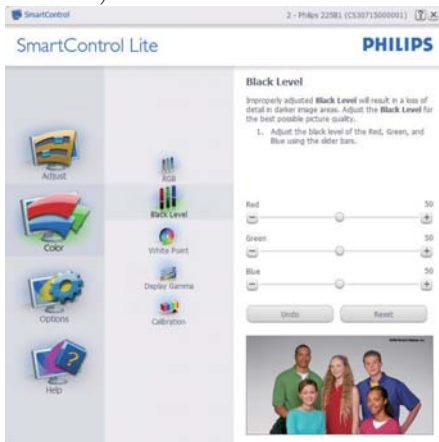 SmartControl
2 - Philips 225B1 (CS30715000001)
SmartControl Lite
PHILIPS
Adjust
Color
Options
Help
RGB
Black Level
White Point
Display Gamma
Calibration
Black Level
Improperly adjusted Black Level will result in a loss of
detail in darker image areas. Adjust the Black Level for
the best possible picture quality.
1. Adjust the black level of the Red, Green, and
Blue using the slider bars.
Red 50
Green 50
Blue 50
Undo Reset